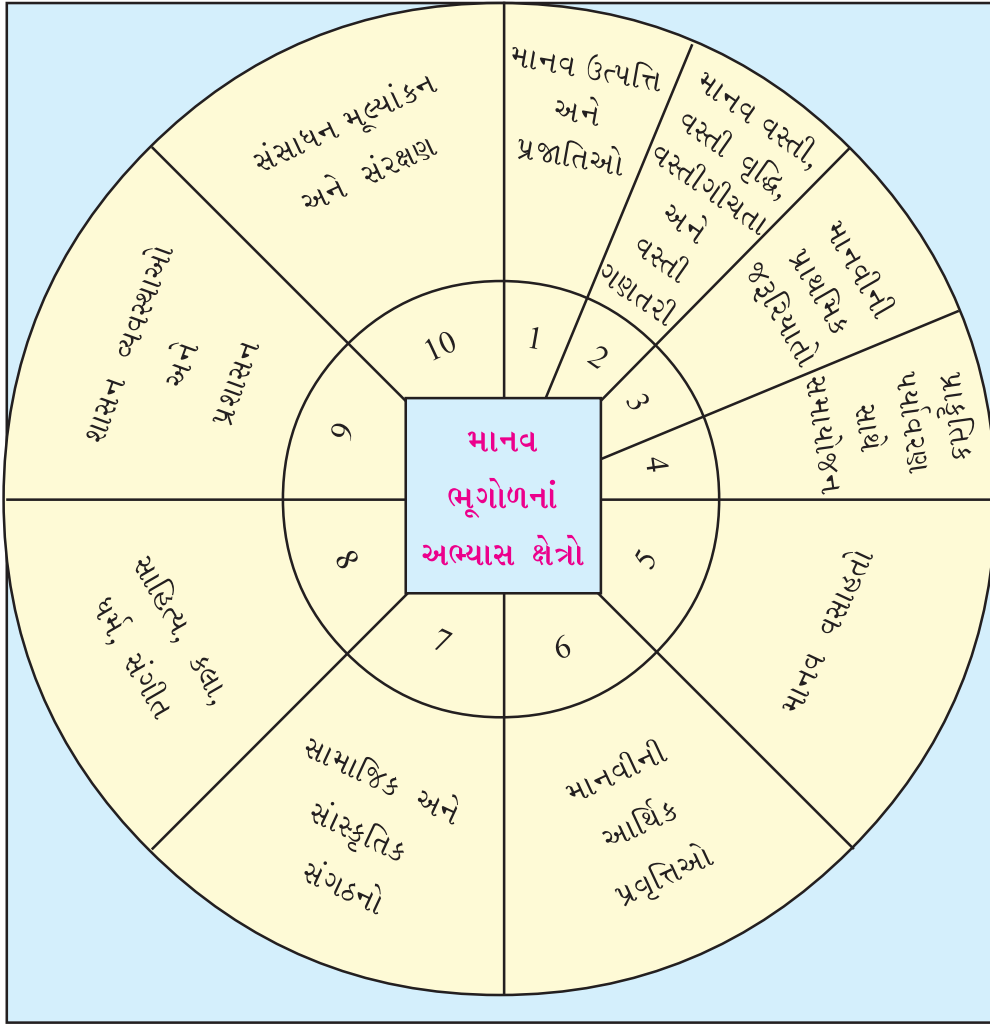 માનવ
ભૂગોળનાં
અભ્યાસ ક્ષેત્રો
1
માનવ ઉત્પત્તિ
અને
પ્રજાતિઓ
2
માનવ વસ્તી,
વસ્તી વૃદ્ધિ,
વસ્તીગીચતા
અને
વસ્તી
ગણતરી
3
માનવીની
પ્રાથમિક
જરૂરિયાતો
4
પ્રાકૃતિક
પર્યાવરણ
સાથે
સમાયોજન
5
માનવ વસાહતો
6
માનવીની
આર્થિક
પ્રવૃત્તિઓ
7
સામાજિક અને
સાંસ્કૃતિક
સંગઠનો
8
સાહિત્ય, કલા,
ધર્મ, સંગીત
9
શાસન વ્યવસ્થાઓ
અને
પ્રશાસન
10
સંસાધન મૂલ્યાંકન
અને સંરક્ષણ